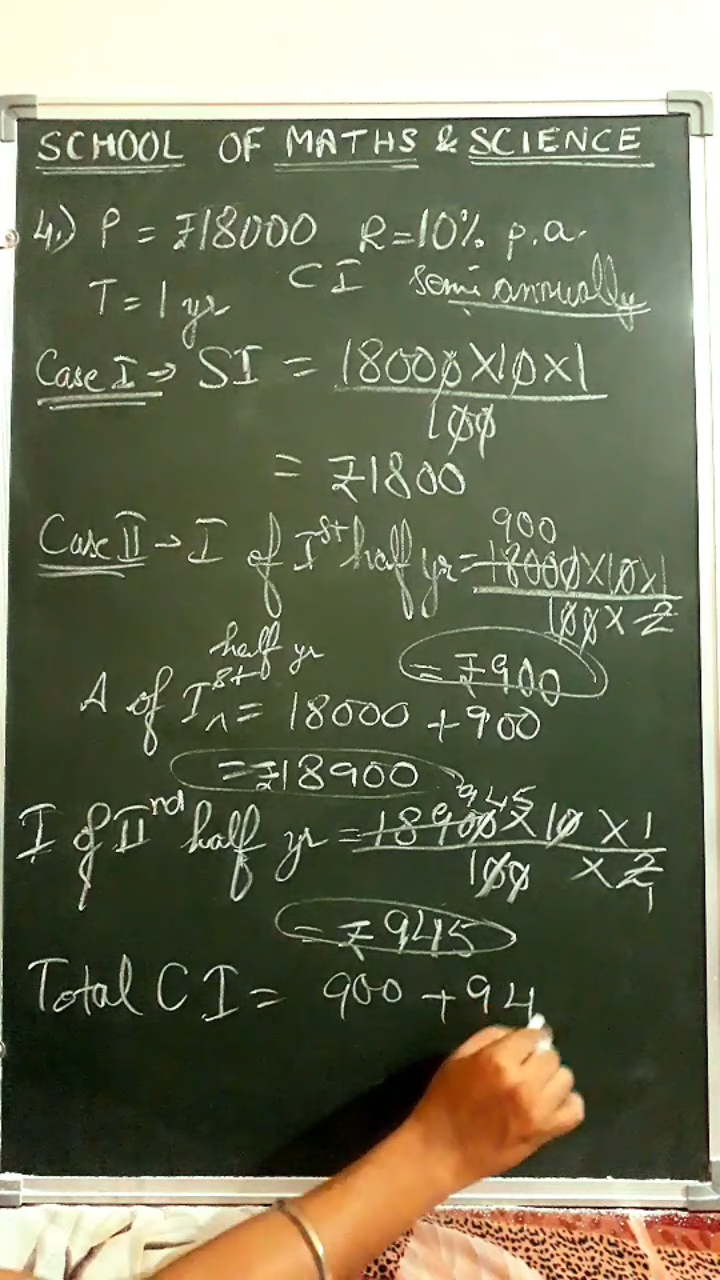 SCHOOL OF MATHS & SCIENCE
4.) P = ₹18000 R=10% p.a.
T = 1 yr CI semi annually
Case I → SI = 18000×10×1
100
= ₹1800
900
Case II → I of Ist half yr = 18000×10×1
100×2
= ₹900
half yr
A of Ist ^ = 18000 + 900
= ₹18900
945
I of IInd half yr = 18900×10×1
100 ×2
1
= ₹945
Total CI = 900 + 94